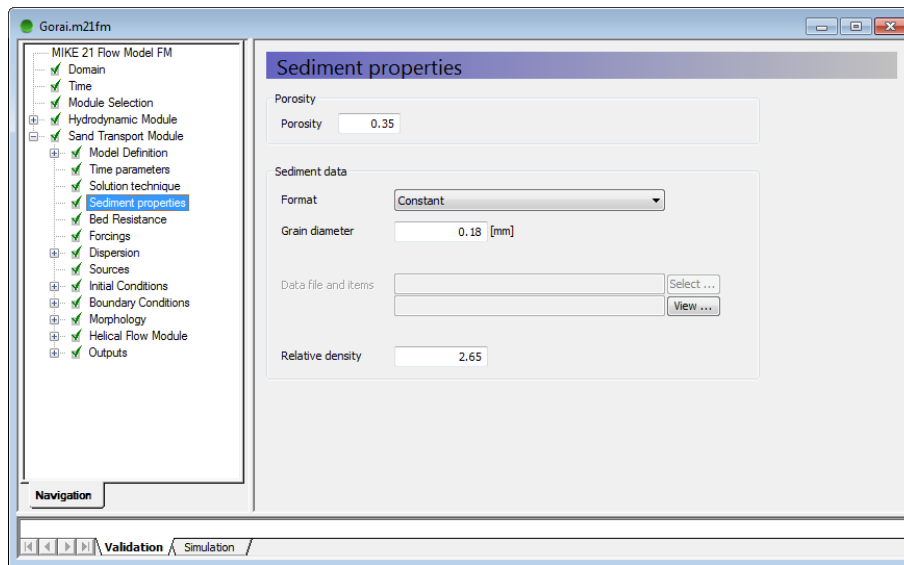 Gorai.m21fm
MIKE 21 Flow Model FM
Domain
Time
Module Selection
Hydrodynamic Module
Sand Transport Module
Model Definition
Time parameters
Solution technique
Sediment properties
Bed Resistance
Forcings
Dispersion
Sources
Initial Conditions
Boundary Conditions
Morphology
Helical Flow Module
Outputs
Navigation
Sediment properties
Porosity
Porosity 0.35
Sediment data
Format Constant
Grain diameter 0.18 [mm]
Data file and items Select ...
View ...
Relative density 2.65
Validation Simulation